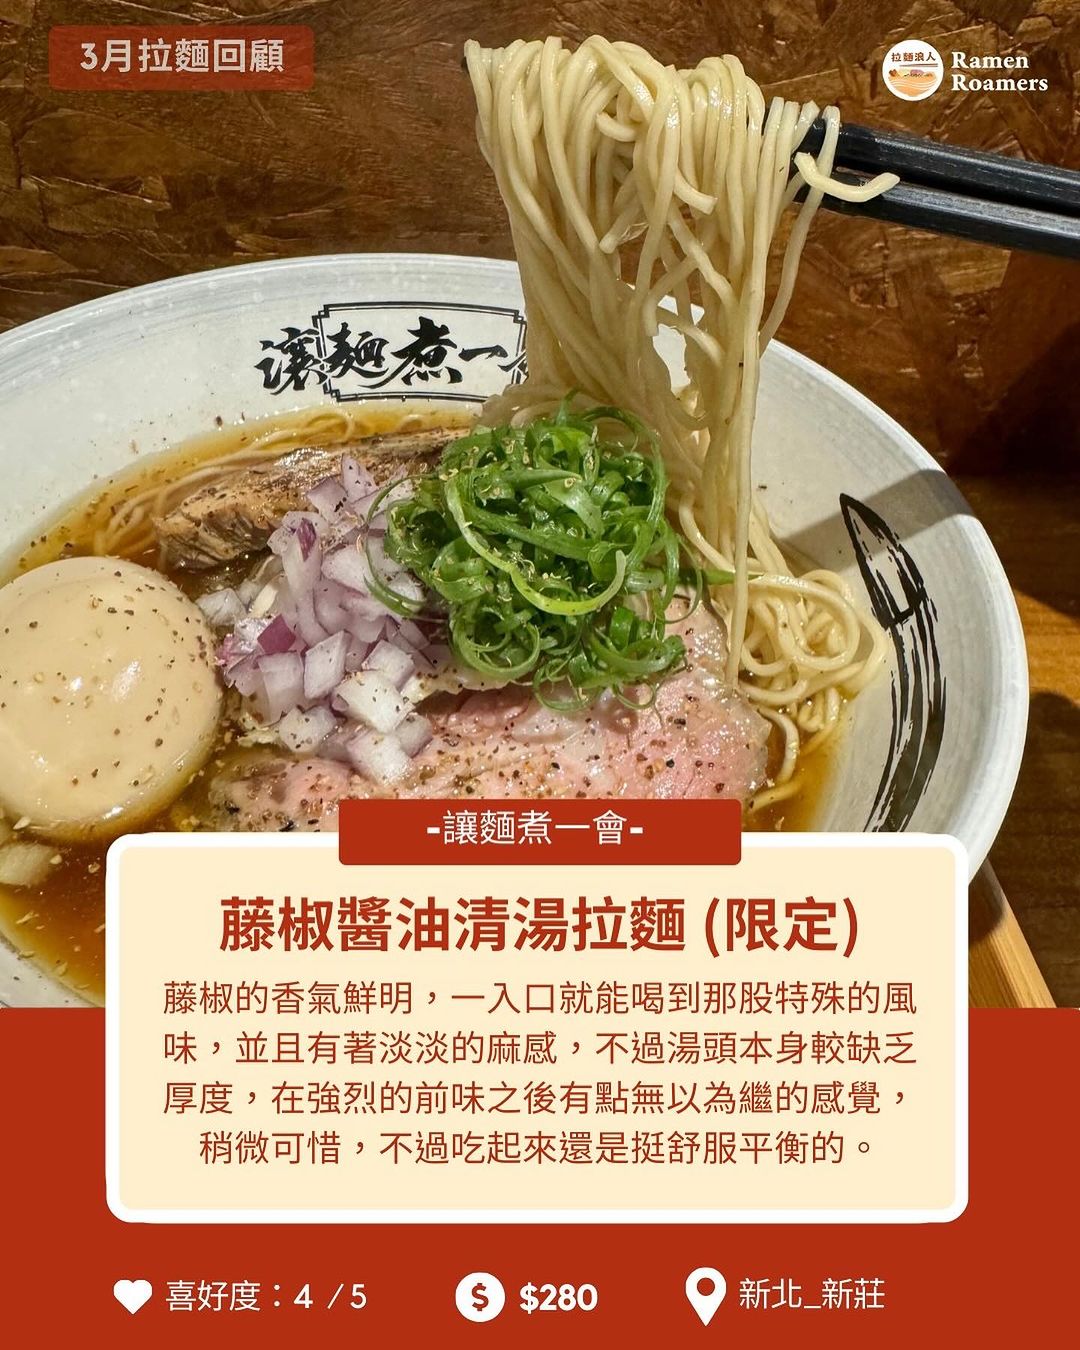 3月拉麵回顧
拉麵浪人
Ramen
Roamers
讓麵煮一
-讓麵煮一會-
藤椒醬油清湯拉麵 (限定)
藤椒的香氣鮮明，一入口就能喝到那股特殊的風
味，並且有著淡淡的麻感，不過湯頭本身較缺乏
厚度，在強烈的前味之後有點無以為繼的感覺，
稍微可惜，不過吃起來還是挺舒服平衡的。
喜好度：4 / 5
$
$280
新北_新莊